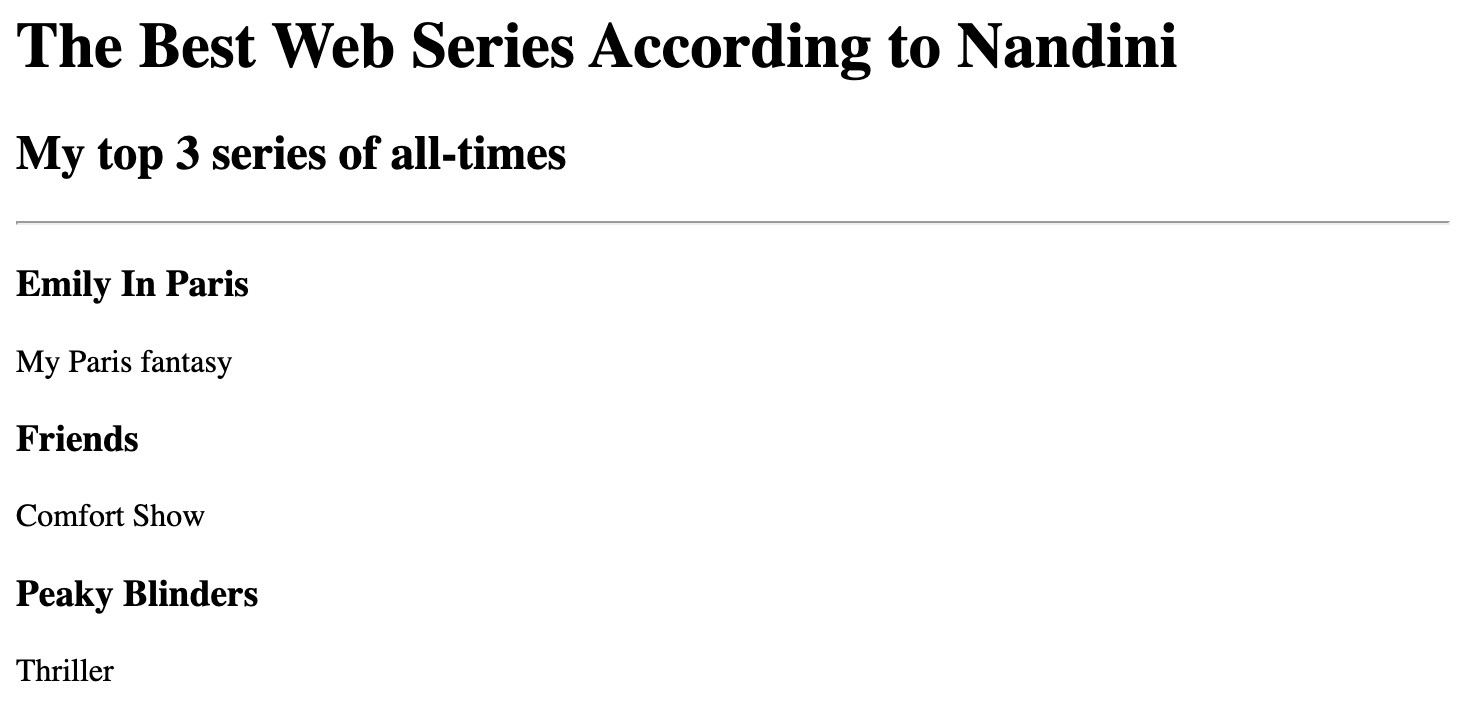 The Best Web Series According to Nandini
My top 3 series of all-times
Emily In Paris
My Paris fantasy
Friends
Comfort Show
Peaky Blinders
Thriller